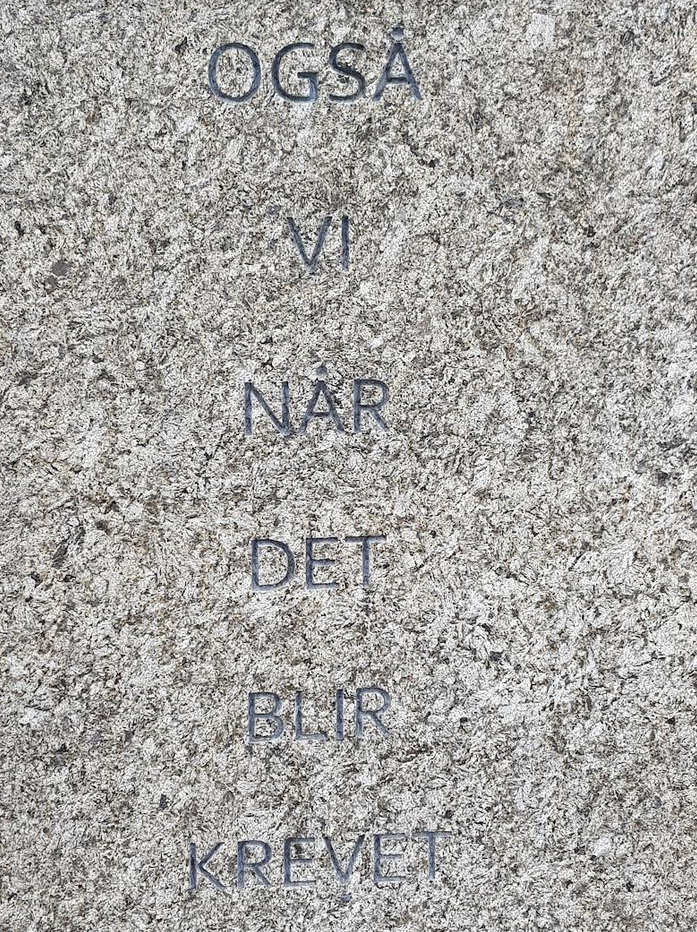 OGSÅ
VI
NÅR
DET
BLIR
KREVET